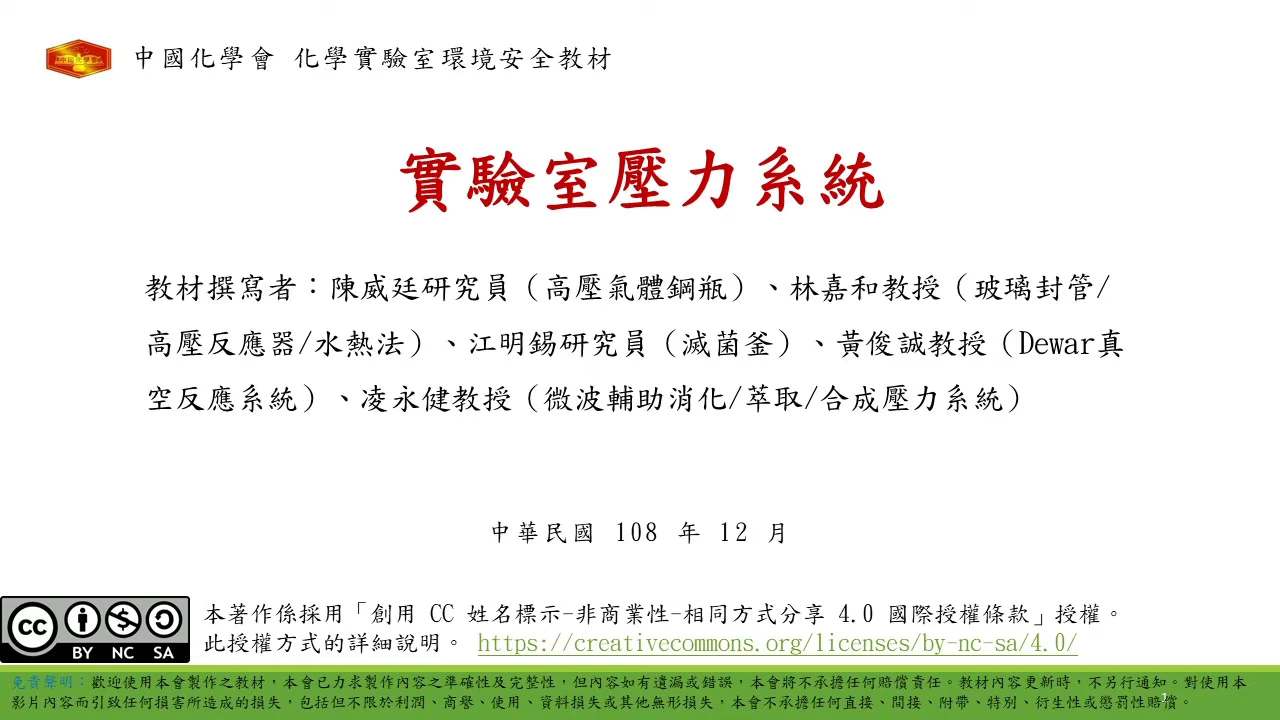 中國化學會 化學實驗室環境安全教材
實驗室壓力系統
教材撰寫者：陳威廷研究員（高壓氣體鋼瓶）、林嘉和教授（玻璃封管/
高壓反應器/水熱法）、江明錫研究員（滅菌釜）、黃俊誠教授（Dewar真
空反應系統）、凌永健教授（微波輔助消化/萃取/合成壓力系統）
中華民國 108 年 12 月
本著作係採用「創用 CC 姓名標示-非商業性-相同方式分享 4.0 國際授權條款」授權。
此授權方式的詳細說明。 https://creativecommons.org/licenses/by-nc-sa/4.0/
CC BY NC SA
免責聲明：歡迎使用本會製作之教材，本會已力求製作內容之準確性及完整性，但內容如有遺漏或錯誤，本會將不承擔任何賠償責任。教材內容更新時，不另行通知。對使用本
影片內容而引致任何損害所造成的損失，包括但不限於利潤、商譽、使用、資料損失或其他無形損失，本會不承擔任何直接、間接、附帶、特別、衍生性或懲罰性賠償。
1